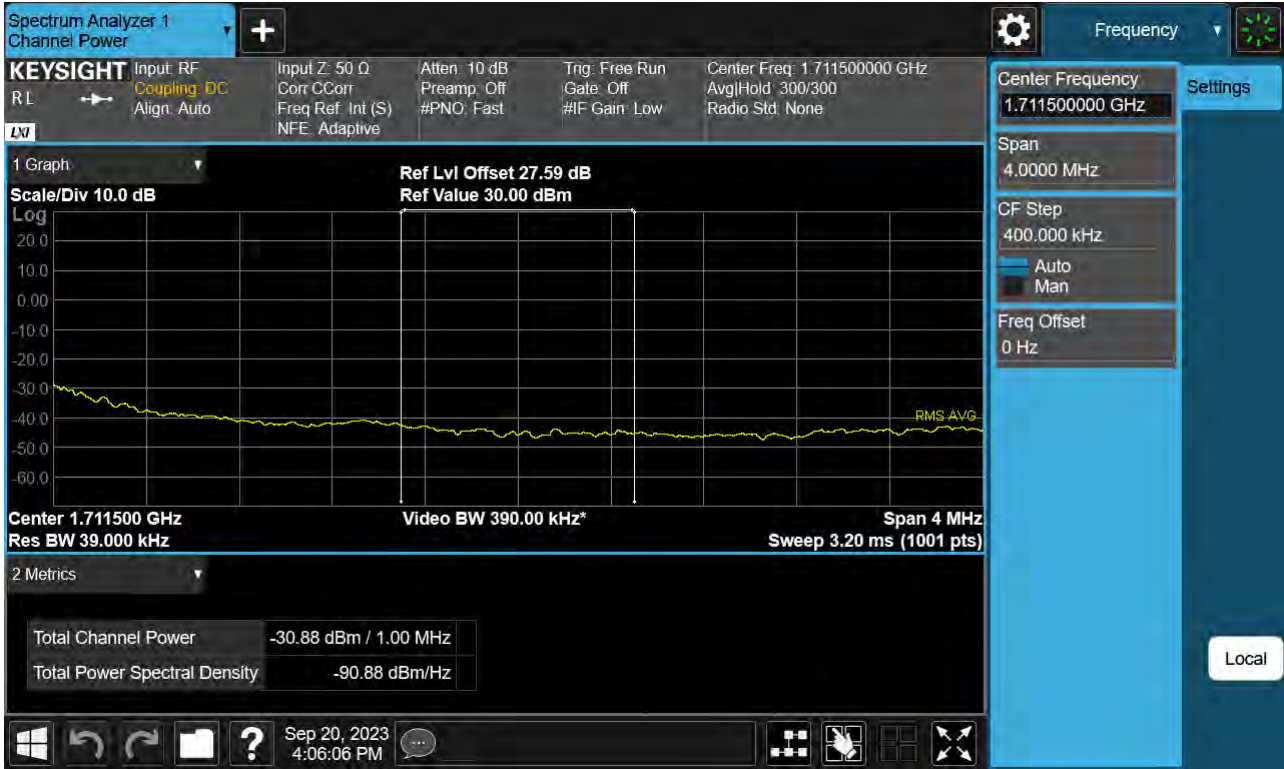 Spectrum Analyzer 1
Channel Power
+
Frequency
KEYSIGHT
RL
LXI
Input: RF
Coupling: DC
Align: Auto
Input Z: 50 Ω
Corr CCorr
Freq Ref: Int (S)
NFE: Adaptive
Atten: 10 dB
Preamp: Off
#PNO: Fast
Trig: Free Run
Gate: Off
#IF Gain: Low
Center Freq: 1.711500000 GHz
Avg|Hold: 300/300
Radio Std: None
1 Graph
Scale/Div 10.0 dB
Ref Lvl Offset 27.59 dB
Ref Value 30.00 dBm
Log
20.0
10.0
0.00
-10.0
-20.0
-30.0
-40.0
-50.0
-60.0
RMS AVG
Center 1.711500 GHz
Res BW 39.000 kHz
Video BW 390.00 kHz*
Span 4 MHz
Sweep 3.20 ms (1001 pts)
2 Metrics
Total Channel Power -30.88 dBm / 1.00 MHz
Total Power Spectral Density -90.88 dBm/Hz
Center Frequency
1.711500000 GHz
Settings
Span
4.0000 MHz
CF Step
400.000 kHz
Auto
Man
Freq Offset
0 Hz
Local
?
Sep 20, 2023
4:06:06 PM